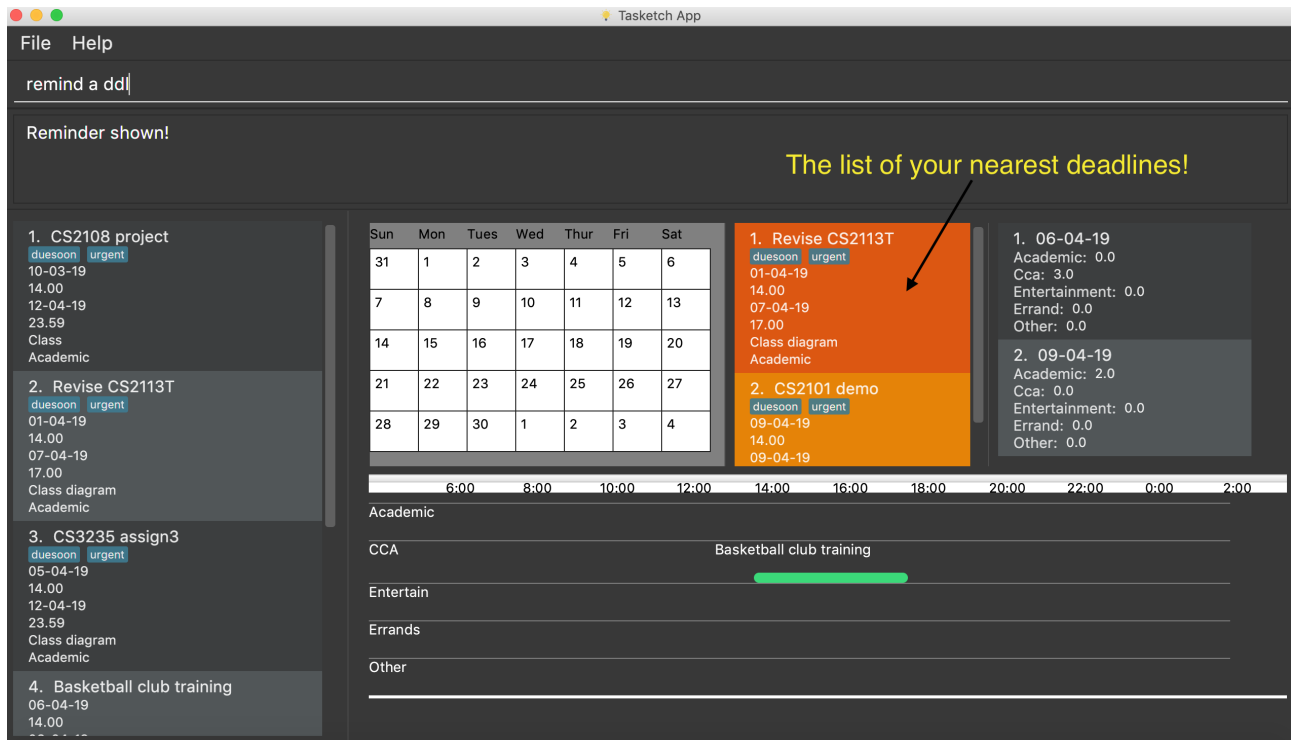 Tasketch App
File Help
remind a ddl
Reminder shown!
The list of your nearest deadlines!
1. CS2108 project
duesoon urgent
10-03-19
14.00
12-04-19
23.59
Class
Academic
2. Revise CS2113T
duesoon urgent
01-04-19
14.00
07-04-19
17.00
Class diagram
Academic
3. CS3235 assign3
duesoon urgent
05-04-19
14.00
12-04-19
23.59
Class diagram
Academic
4. Basketball club training
06-04-19
14.00
Sun Mon Tues Wed Thur Fri Sat
31 1 2 3 4 5 6
7 8 9 10 11 12 13
14 15 16 17 18 19 20
21 22 23 24 25 26 27
28 29 30 1 2 3 4
1. Revise CS2113T
duesoon urgent
01-04-19
14.00
07-04-19
17.00
Class diagram
Academic
2. CS2101 demo
duesoon urgent
09-04-19
14.00
09-04-19
1. 06-04-19
Academic: 0.0
Cca: 3.0
Entertainment: 0.0
Errand: 0.0
Other: 0.0
2. 09-04-19
Academic: 2.0
Cca: 0.0
Entertainment: 0.0
Errand: 0.0
Other: 0.0
6:00 8:00 10:00 12:00 14:00 16:00 18:00 20:00 22:00 0:00 2:00
Academic
CCA
Basketball club training
Entertain
Errands
Other